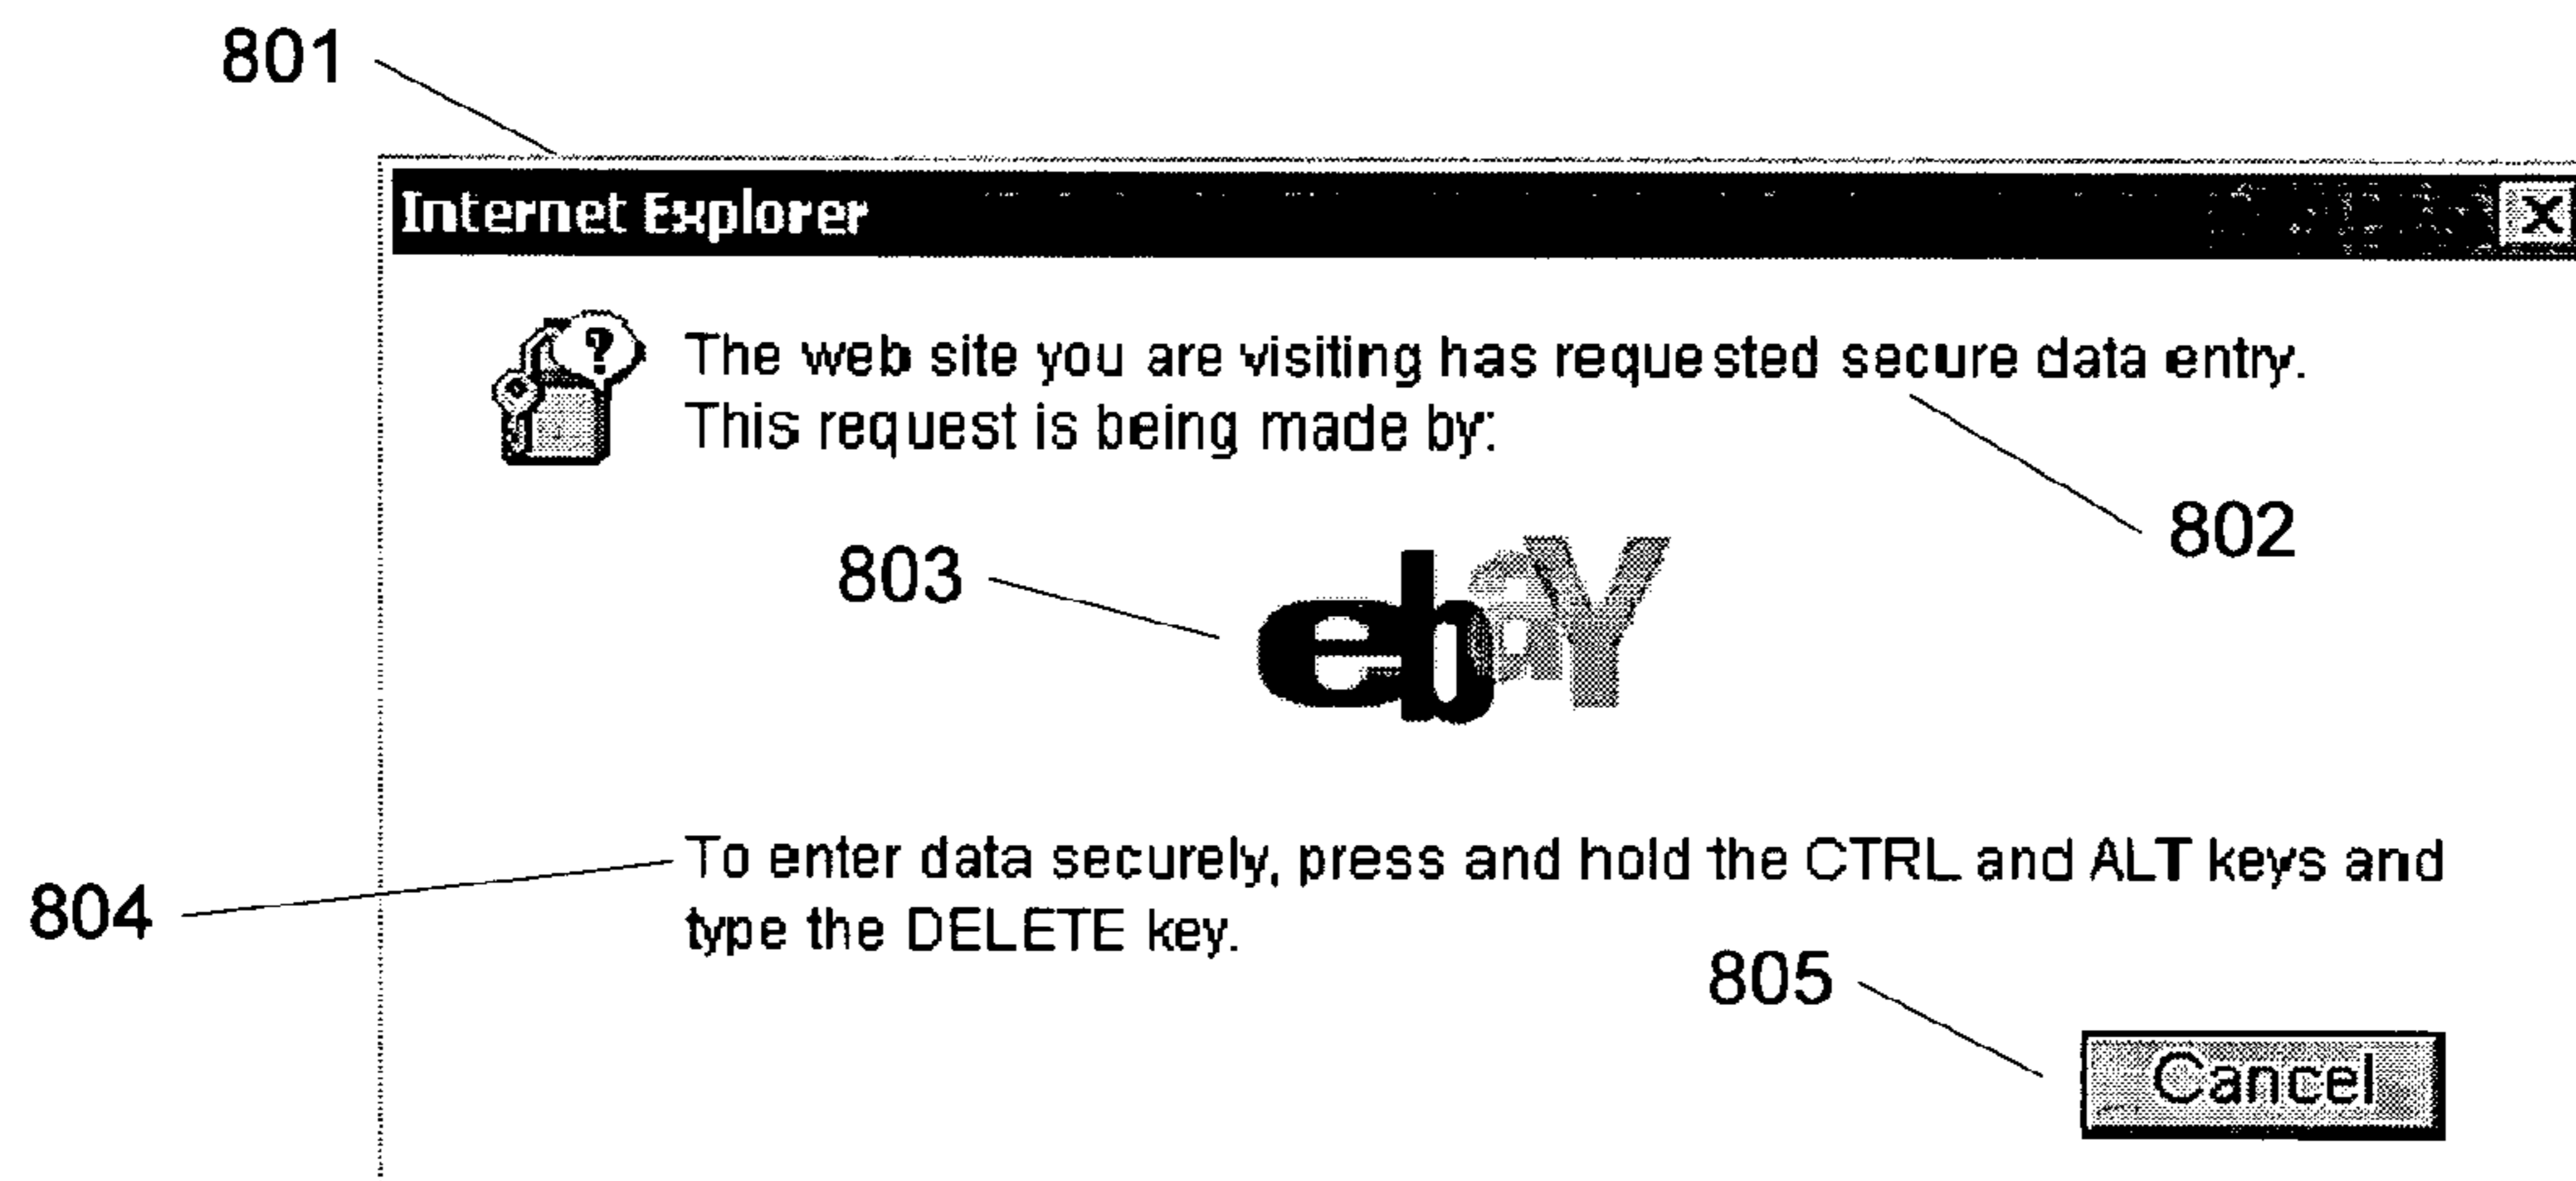 801
Internet Explorer
The web site you are visiting has requested secure data entry.
This request is being made by:
802
803
ebaY
To enter data securely, press and hold the CTRL and ALT keys and
804
type the DELETE key.
805
Cancel